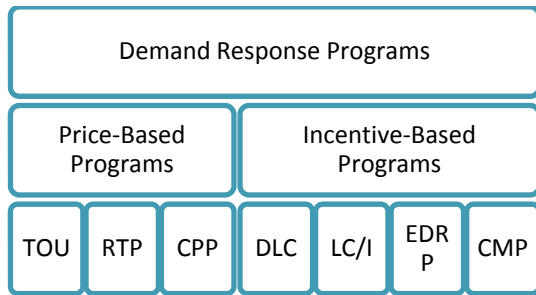 Demand Response Programs
Price-Based
Programs
Incentive-Based
Programs
TOU
RTP
CPP
DLC
LC/I
EDR
P
CMP